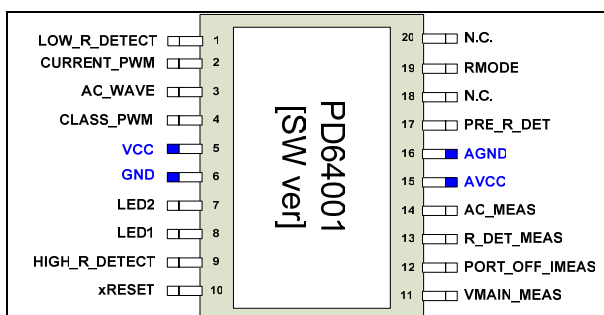 LOW_R_DETECT 1
CURRENT_PWM 2
AC_WAVE 3
CLASS_PWM 4
VCC 5
GND 6
LED2 7
LED1 8
HIGH_R_DETECT 9
xRESET 10
PD64001
[SW ver]
20 N.C.
19 RMODE
18 N.C.
17 PRE_R_DET
16 AGND
15 AVCC
14 AC_MEAS
13 R_DET_MEAS
12 PORT_OFF_IMEAS
11 VMAIN_MEAS